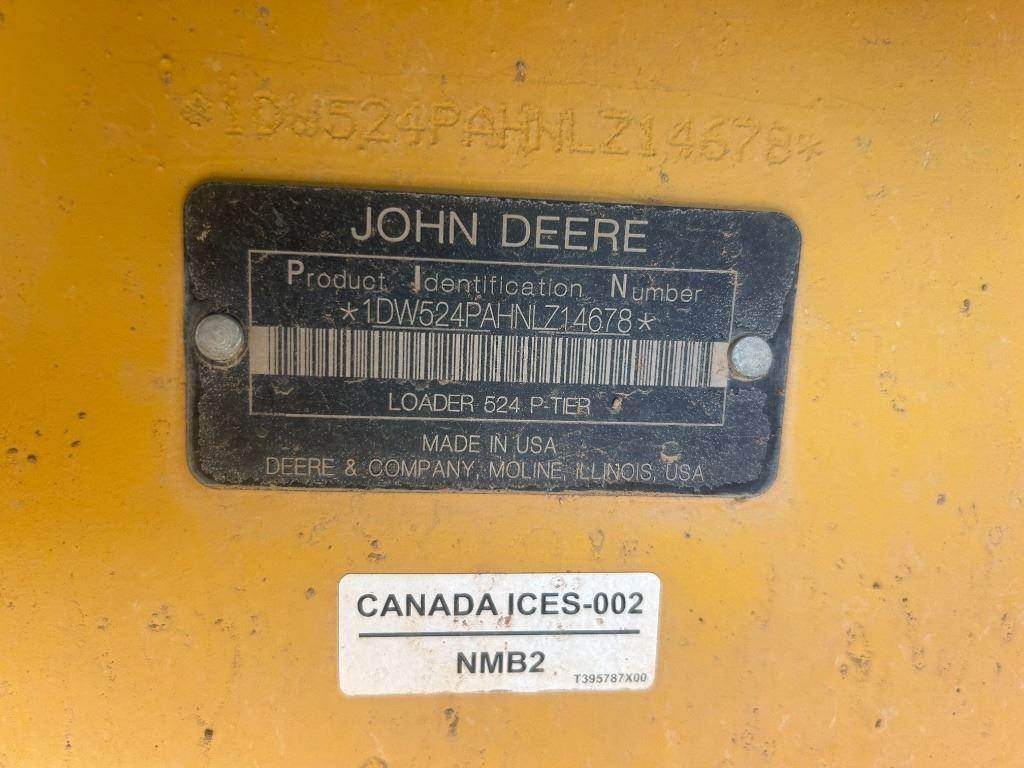 *1DW524PAHNLZ14678*
JOHN DEERE
Product Identification Number
*1DW524PAHNLZ14678*
LOADER 524 P-TIER
MADE IN USA
DEERE & COMPANY, MOLINE, ILLINOIS, USA
CANADA ICES-002
NMB2
T395787X00